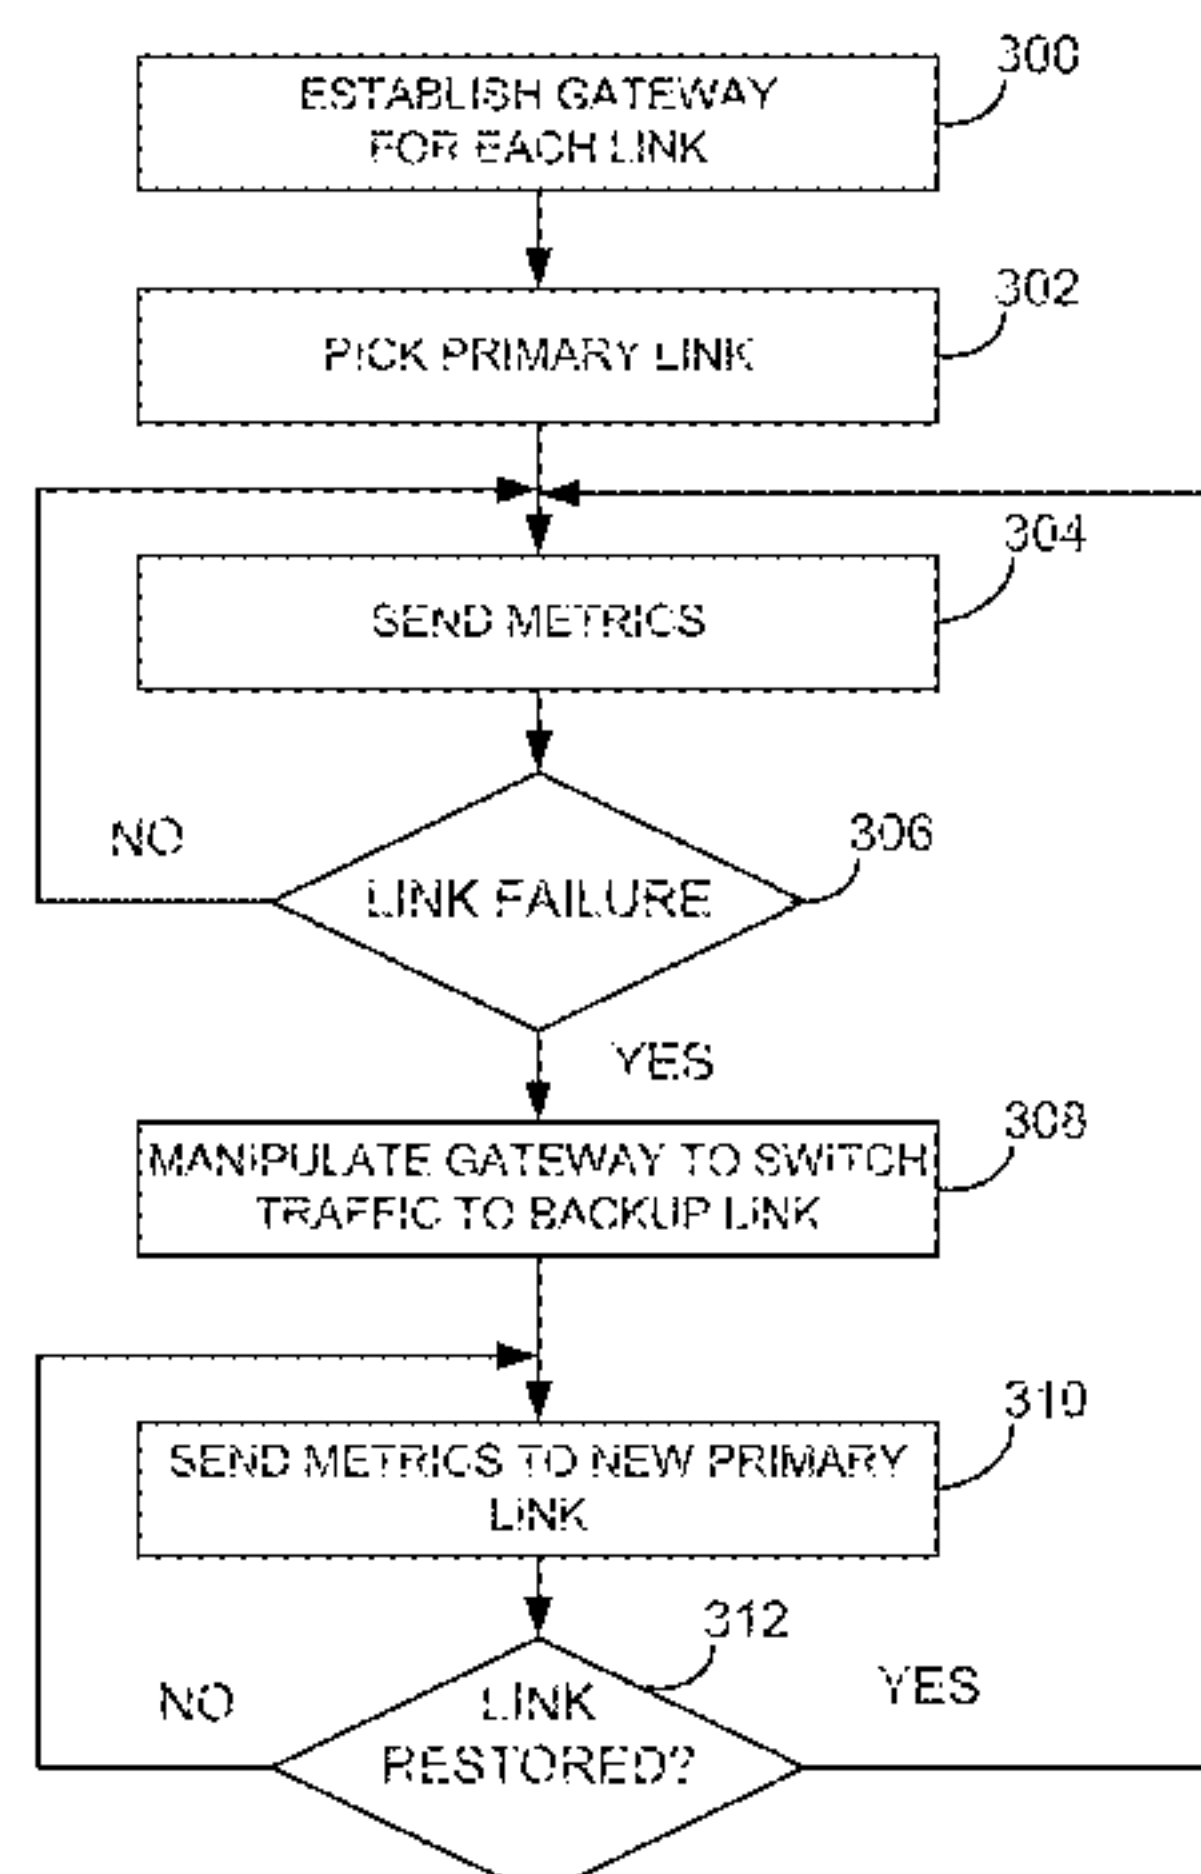 300
ESTABLISH GATEWAY
FOR EACH LINK
302
PICK PRIMARY LINK
304
SEND METRICS
NO
306
LINK FAILURE
YES
308
MANIPULATE GATEWAY TO SWITCH
TRAFFIC TO BACKUP LINK
310
SEND METRICS TO NEW PRIMARY
LINK
312
NO
YES
LINK
RESTORED?